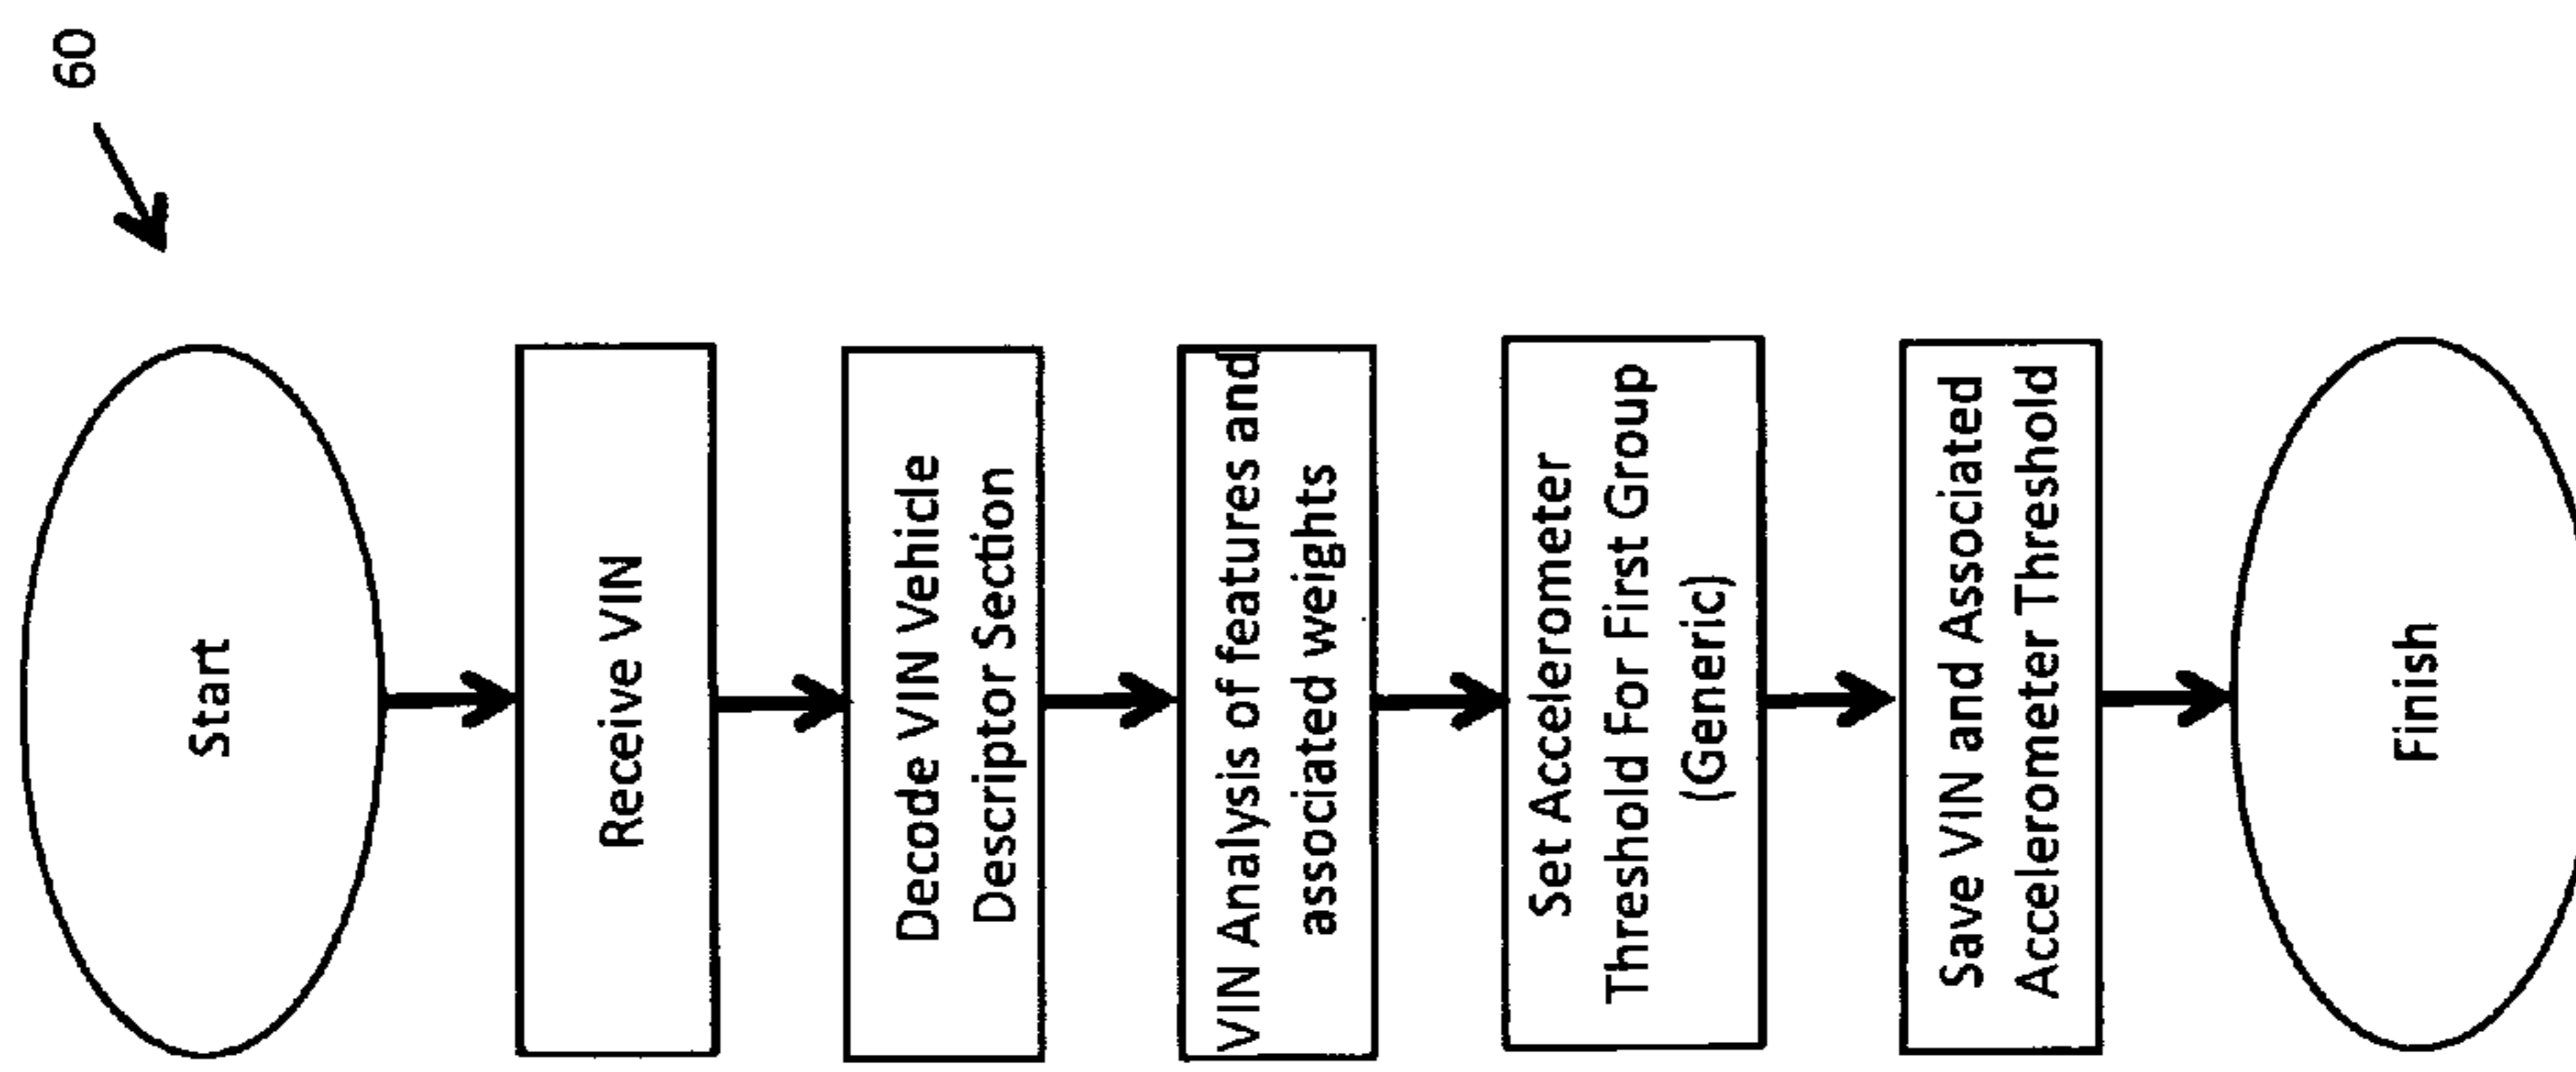 60
Start
Receive VIN
Decode VIN Vehicle
Descriptor Section
VIN Analysis of features and
associated weights
Set Accelerometer
Threshold For First Group
(Generic)
Save VIN and Associated
Accelerometer Threshold
Finish